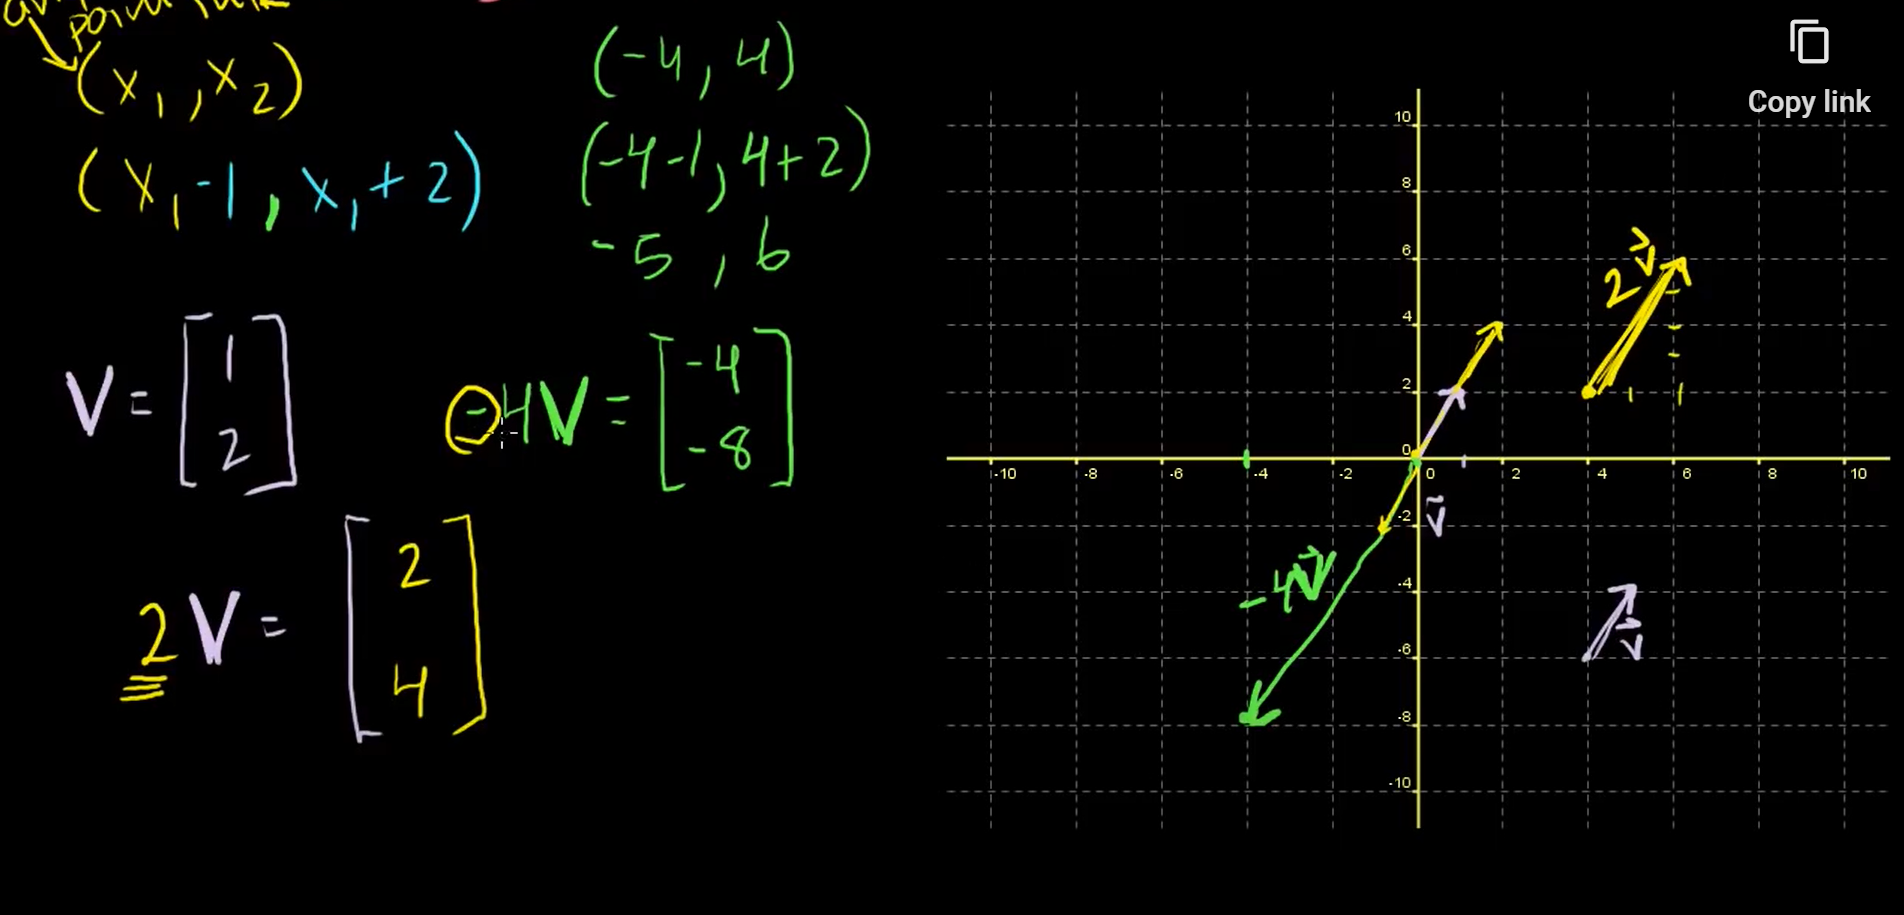 point
(x₁, x₂)
(x₁ -1, x₁ + 2)
(-4, 4)
(-4 -1, 4+2)
-5, 6
V = [1
2]
-4V = [-4
-8]
2V = [2
4]
Copy link
10
8
6
4
2
0
-2
-4
-6
-8
-10
-10 -8 -6 -4 -2 0 2 4 6 8 10
2v⃗
v⃗
-4v⃗
v⃗